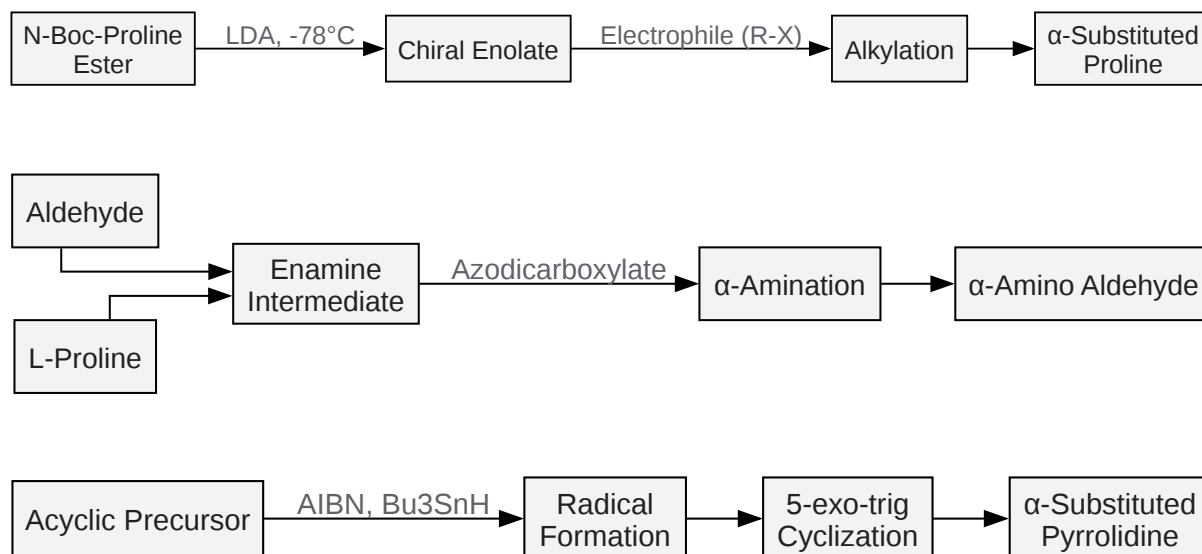 N-Boc-Proline
Ester
LDA, -78°C
Chiral Enolate
Electrophile (R-X)
Alkylation
α-Substituted
Proline
Aldehyde
L-Proline
Enamine
Intermediate
Azodicarboxylate
α-Amination
α-Amino Aldehyde
Acyclic Precursor
AIBN, Bu3SnH
Radical
Formation
5-exo-trig
Cyclization
α-Substituted
Pyrrolidine